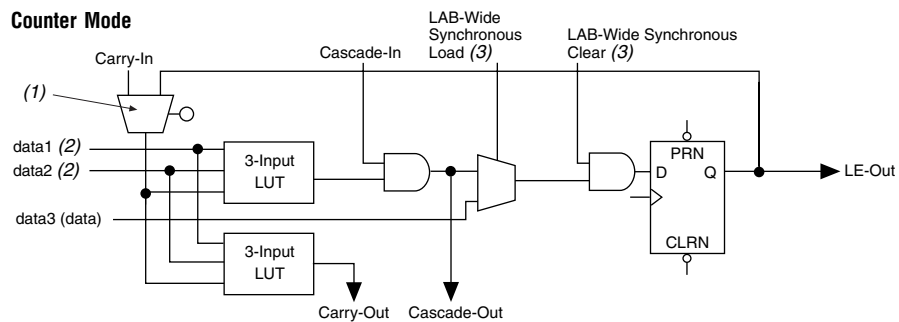 Counter Mode
LAB-Wide
Synchronous
Load (3)
LAB-Wide Synchronous
Clear (3)
Cascade-In
Carry-In
(1)
data1 (2)
data2 (2)
3-Input
LUT
PRN
D
Q
LE-Out
data3 (data)
3-Input
LUT
CLRN
Carry-Out
Cascade-Out